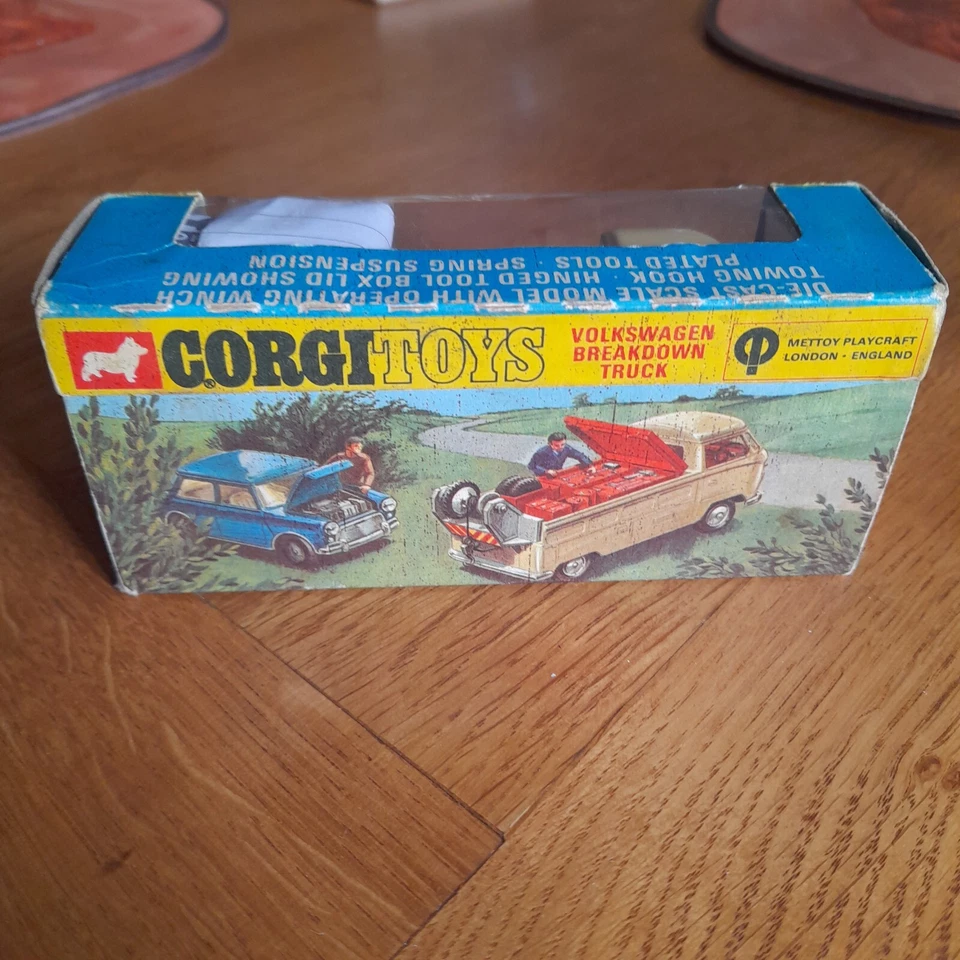 DIE-CAST SCALE MODEL WITH OPERATING WINCH
TOWING HOOK · HINGED TOOL BOX LID SHOWING
PLATED TOOLS · SPRING SUSPENSION
® CORGI TOYS
VOLKSWAGEN
BREAKDOWN
TRUCK
METTOY PLAYCRAFT
LONDON · ENGLAND